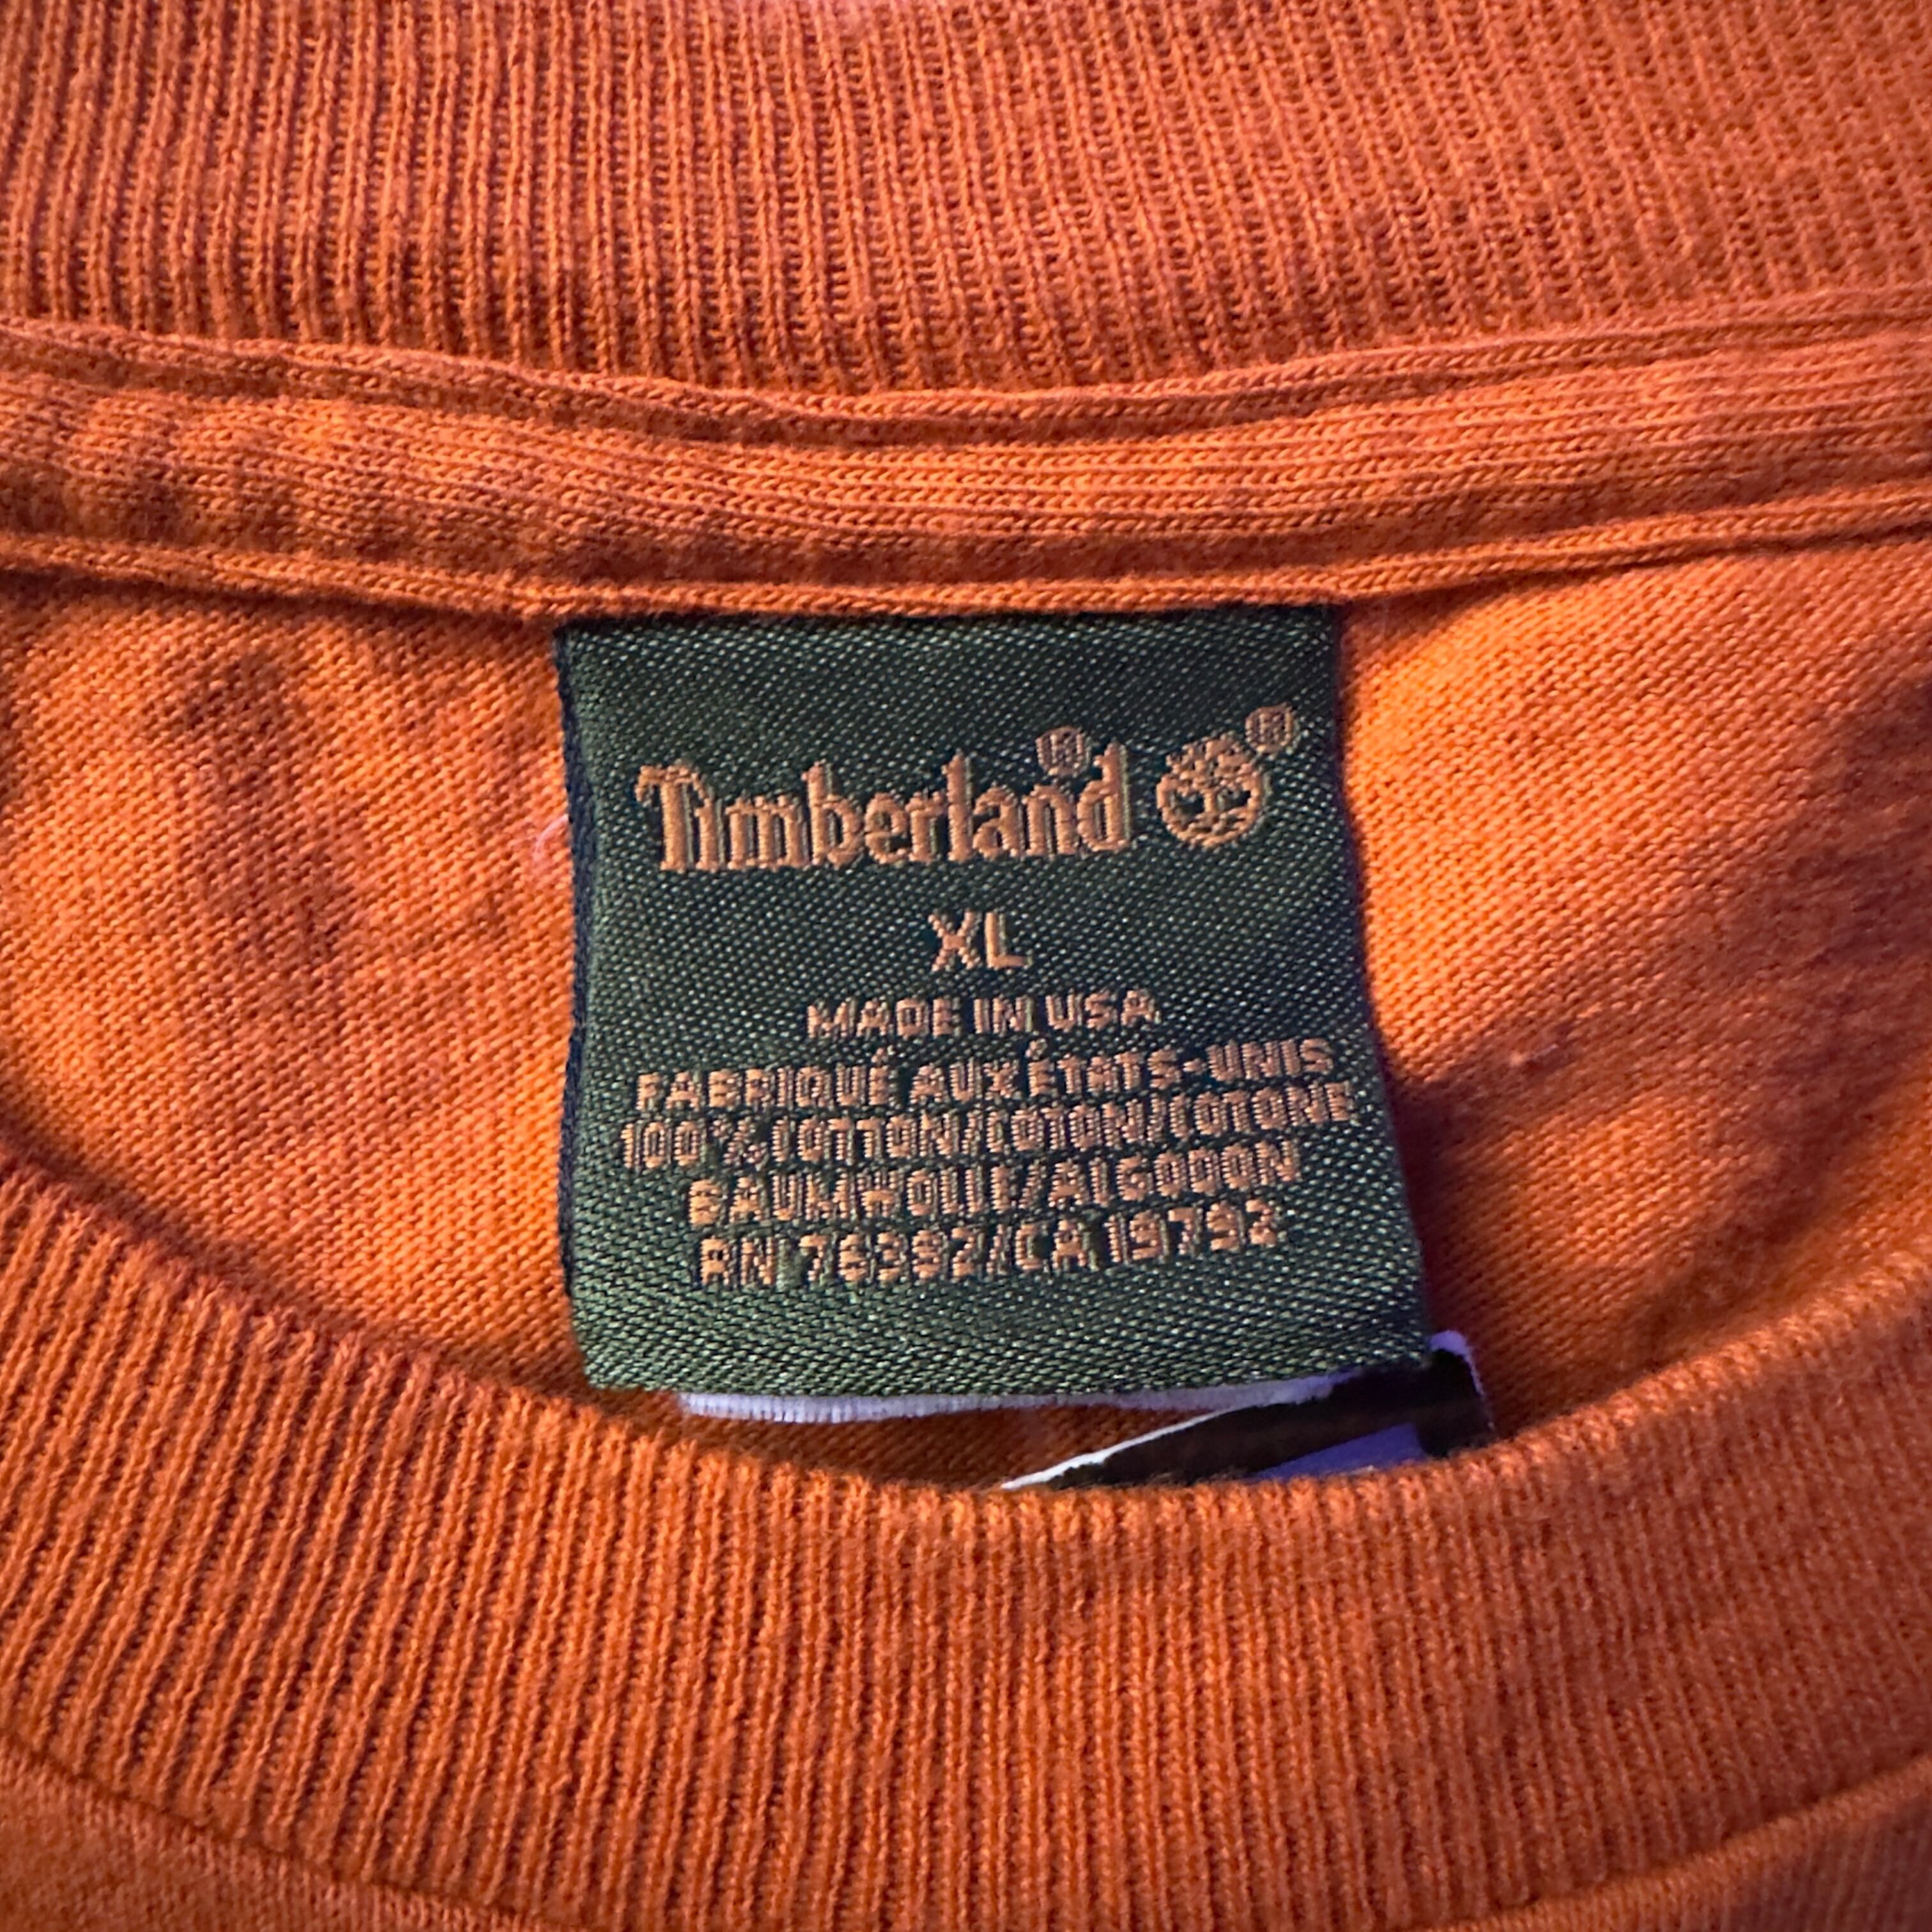 Timberland®
XL
MADE IN USA
FABRIQUÉ AUX ÉTATS-UNIS
100% COTTON/COTON/COTONE
BAUMWOLLE/ALGODON
RN 76392/CA 19792